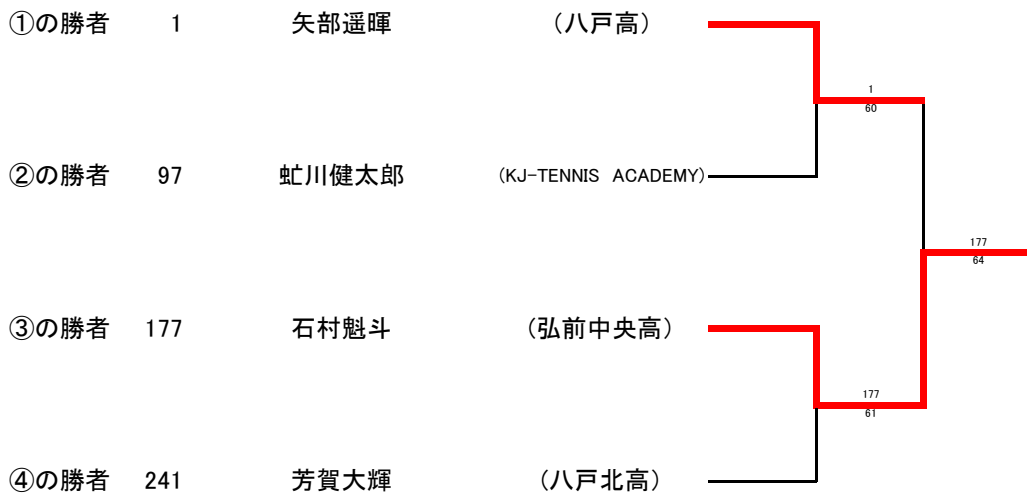 ①の勝者 1 矢部遥暉 (八戸高)
1
60
②の勝者 97 虻川健太郎 (KJ-TENNIS ACADEMY)
177
64
③の勝者 177 石村魁斗 (弘前中央高)
177
61
④の勝者 241 芳賀大輝 (八戸北高)